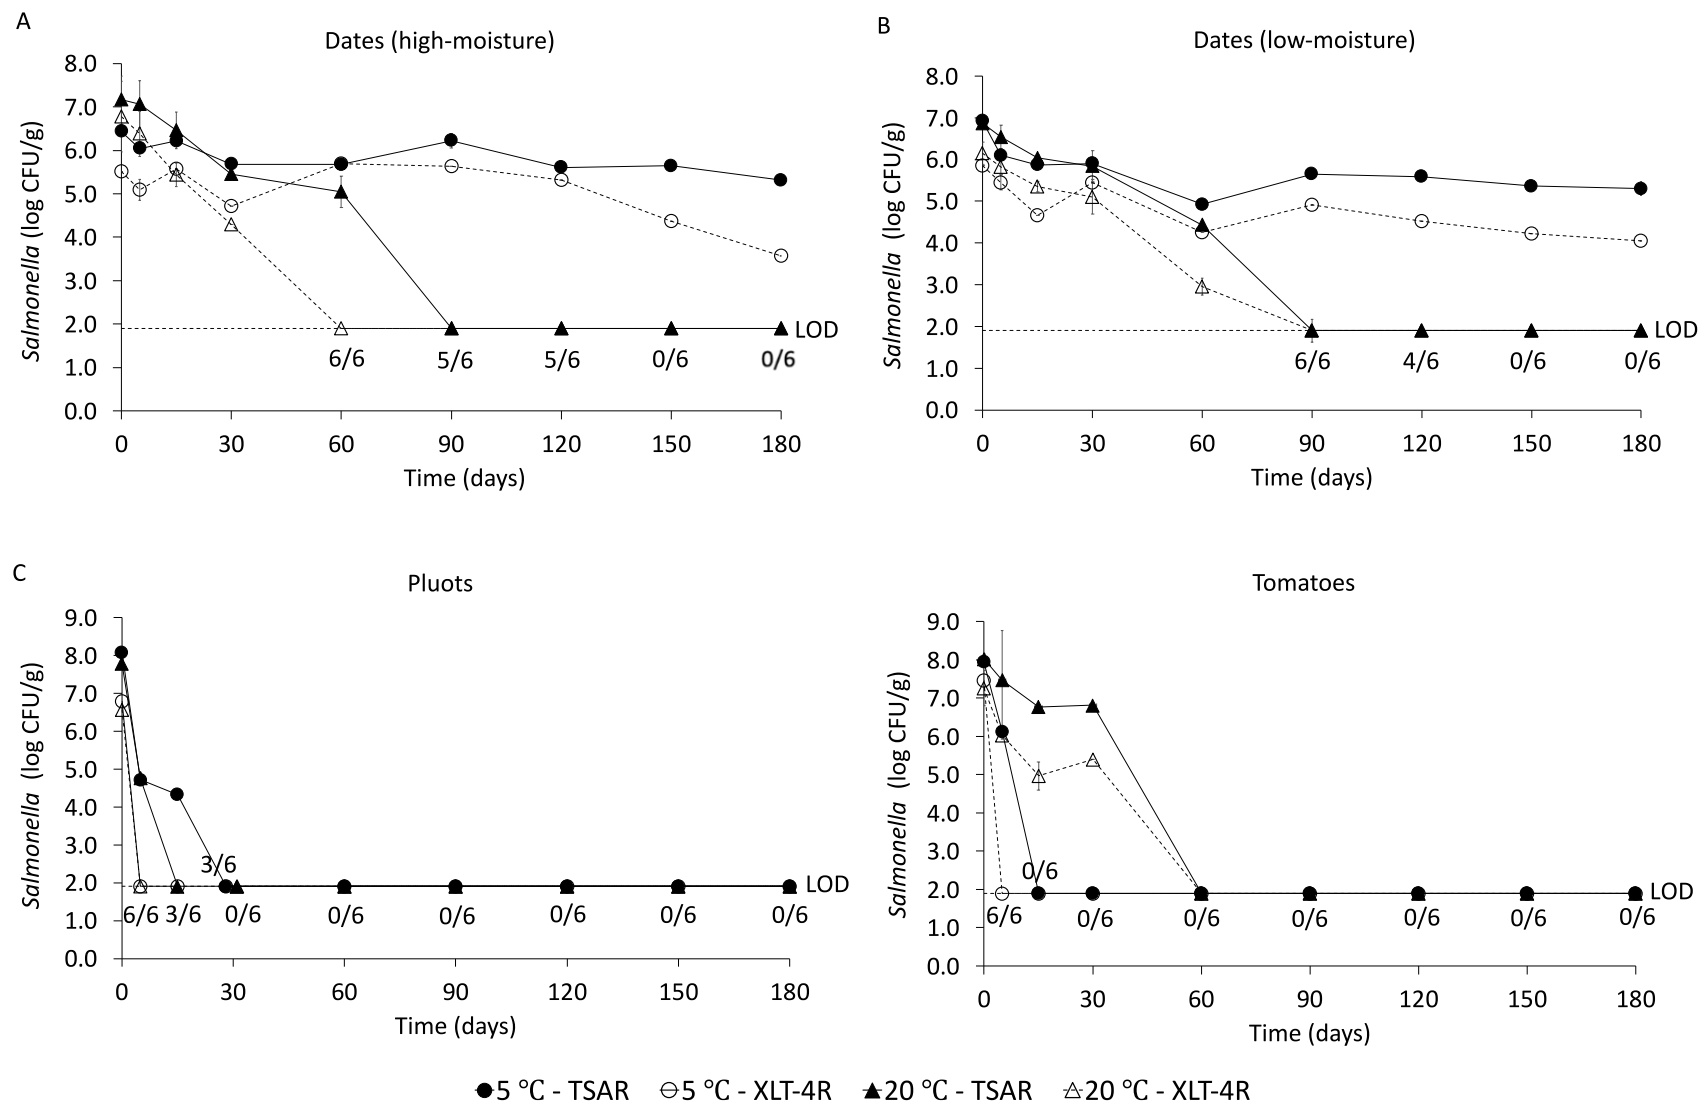 A
Dates (high-moisture)
8.0
7.0
6.0
5.0
4.0
3.0
2.0
1.0
0.0
Salmonella (log CFU/g)
LOD
6/6 5/6 5/6 0/6 0/6
0 30 60 90 120 150 180
Time (days)
B
Dates (low-moisture)
8.0
7.0
6.0
5.0
4.0
3.0
2.0
1.0
0.0
Salmonella (log CFU/g)
LOD
6/6 4/6 0/6 0/6
0 30 60 90 120 150 180
Time (days)
C
Pluots
9.0
8.0
7.0
6.0
5.0
4.0
3.0
2.0
1.0
0.0
Salmonella (log CFU/g)
3/6
LOD
6/6 3/6 0/6 0/6 0/6 0/6 0/6 0/6
0 30 60 90 120 150 180
Time (days)
Tomatoes
9.0
8.0
7.0
6.0
5.0
4.0
3.0
2.0
1.0
0.0
Salmonella (log CFU/g)
0/6
LOD
6/6 0/6 0/6 0/6 0/6 0/6 0/6
0 30 60 90 120 150 180
Time (days)
5 °C - TSAR 5 °C - XLT-4R 20 °C - TSAR 20 °C - XLT-4R